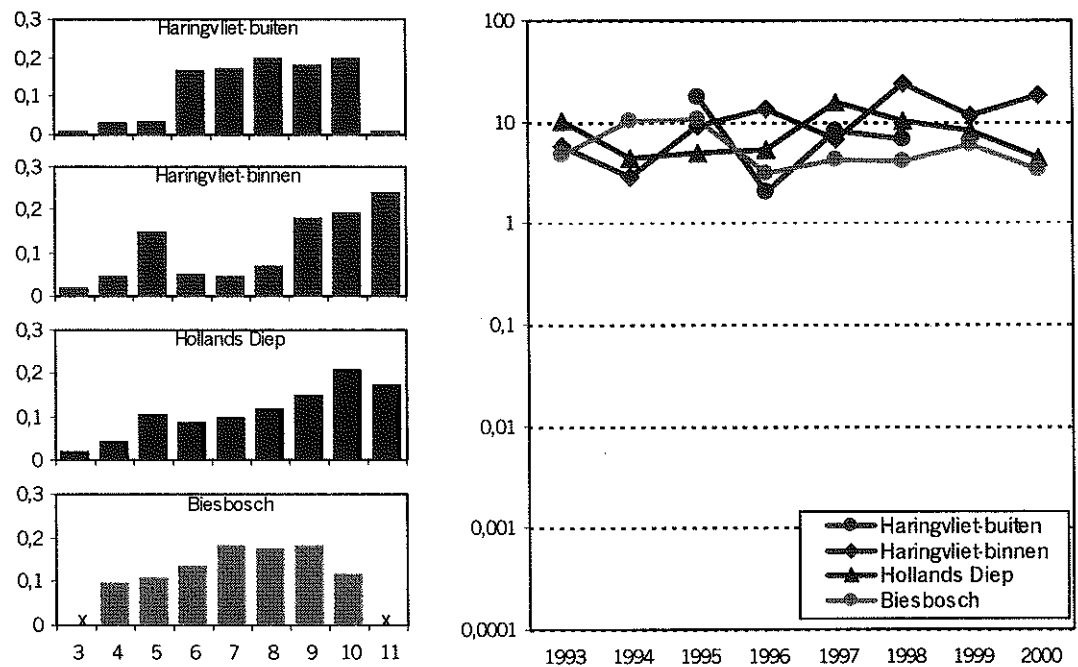 0,3
Haringvliet-buiten
0,2
0,1
0
0,3
Haringvliet-binnen
0,2
0,1
0
0,3
Hollands Diep
0,2
0,1
0
0,3
Biesbosch
0,2
0,1
0
x x
3 4 5 6 7 8 9 10 11
100
10
1
0,1
0,01
0,001
0,0001
Haringvliet-buiten
Haringvliet-binnen
Hollands Diep
Biesbosch
1993 1994 1995 1996 1997 1998 1999 2000